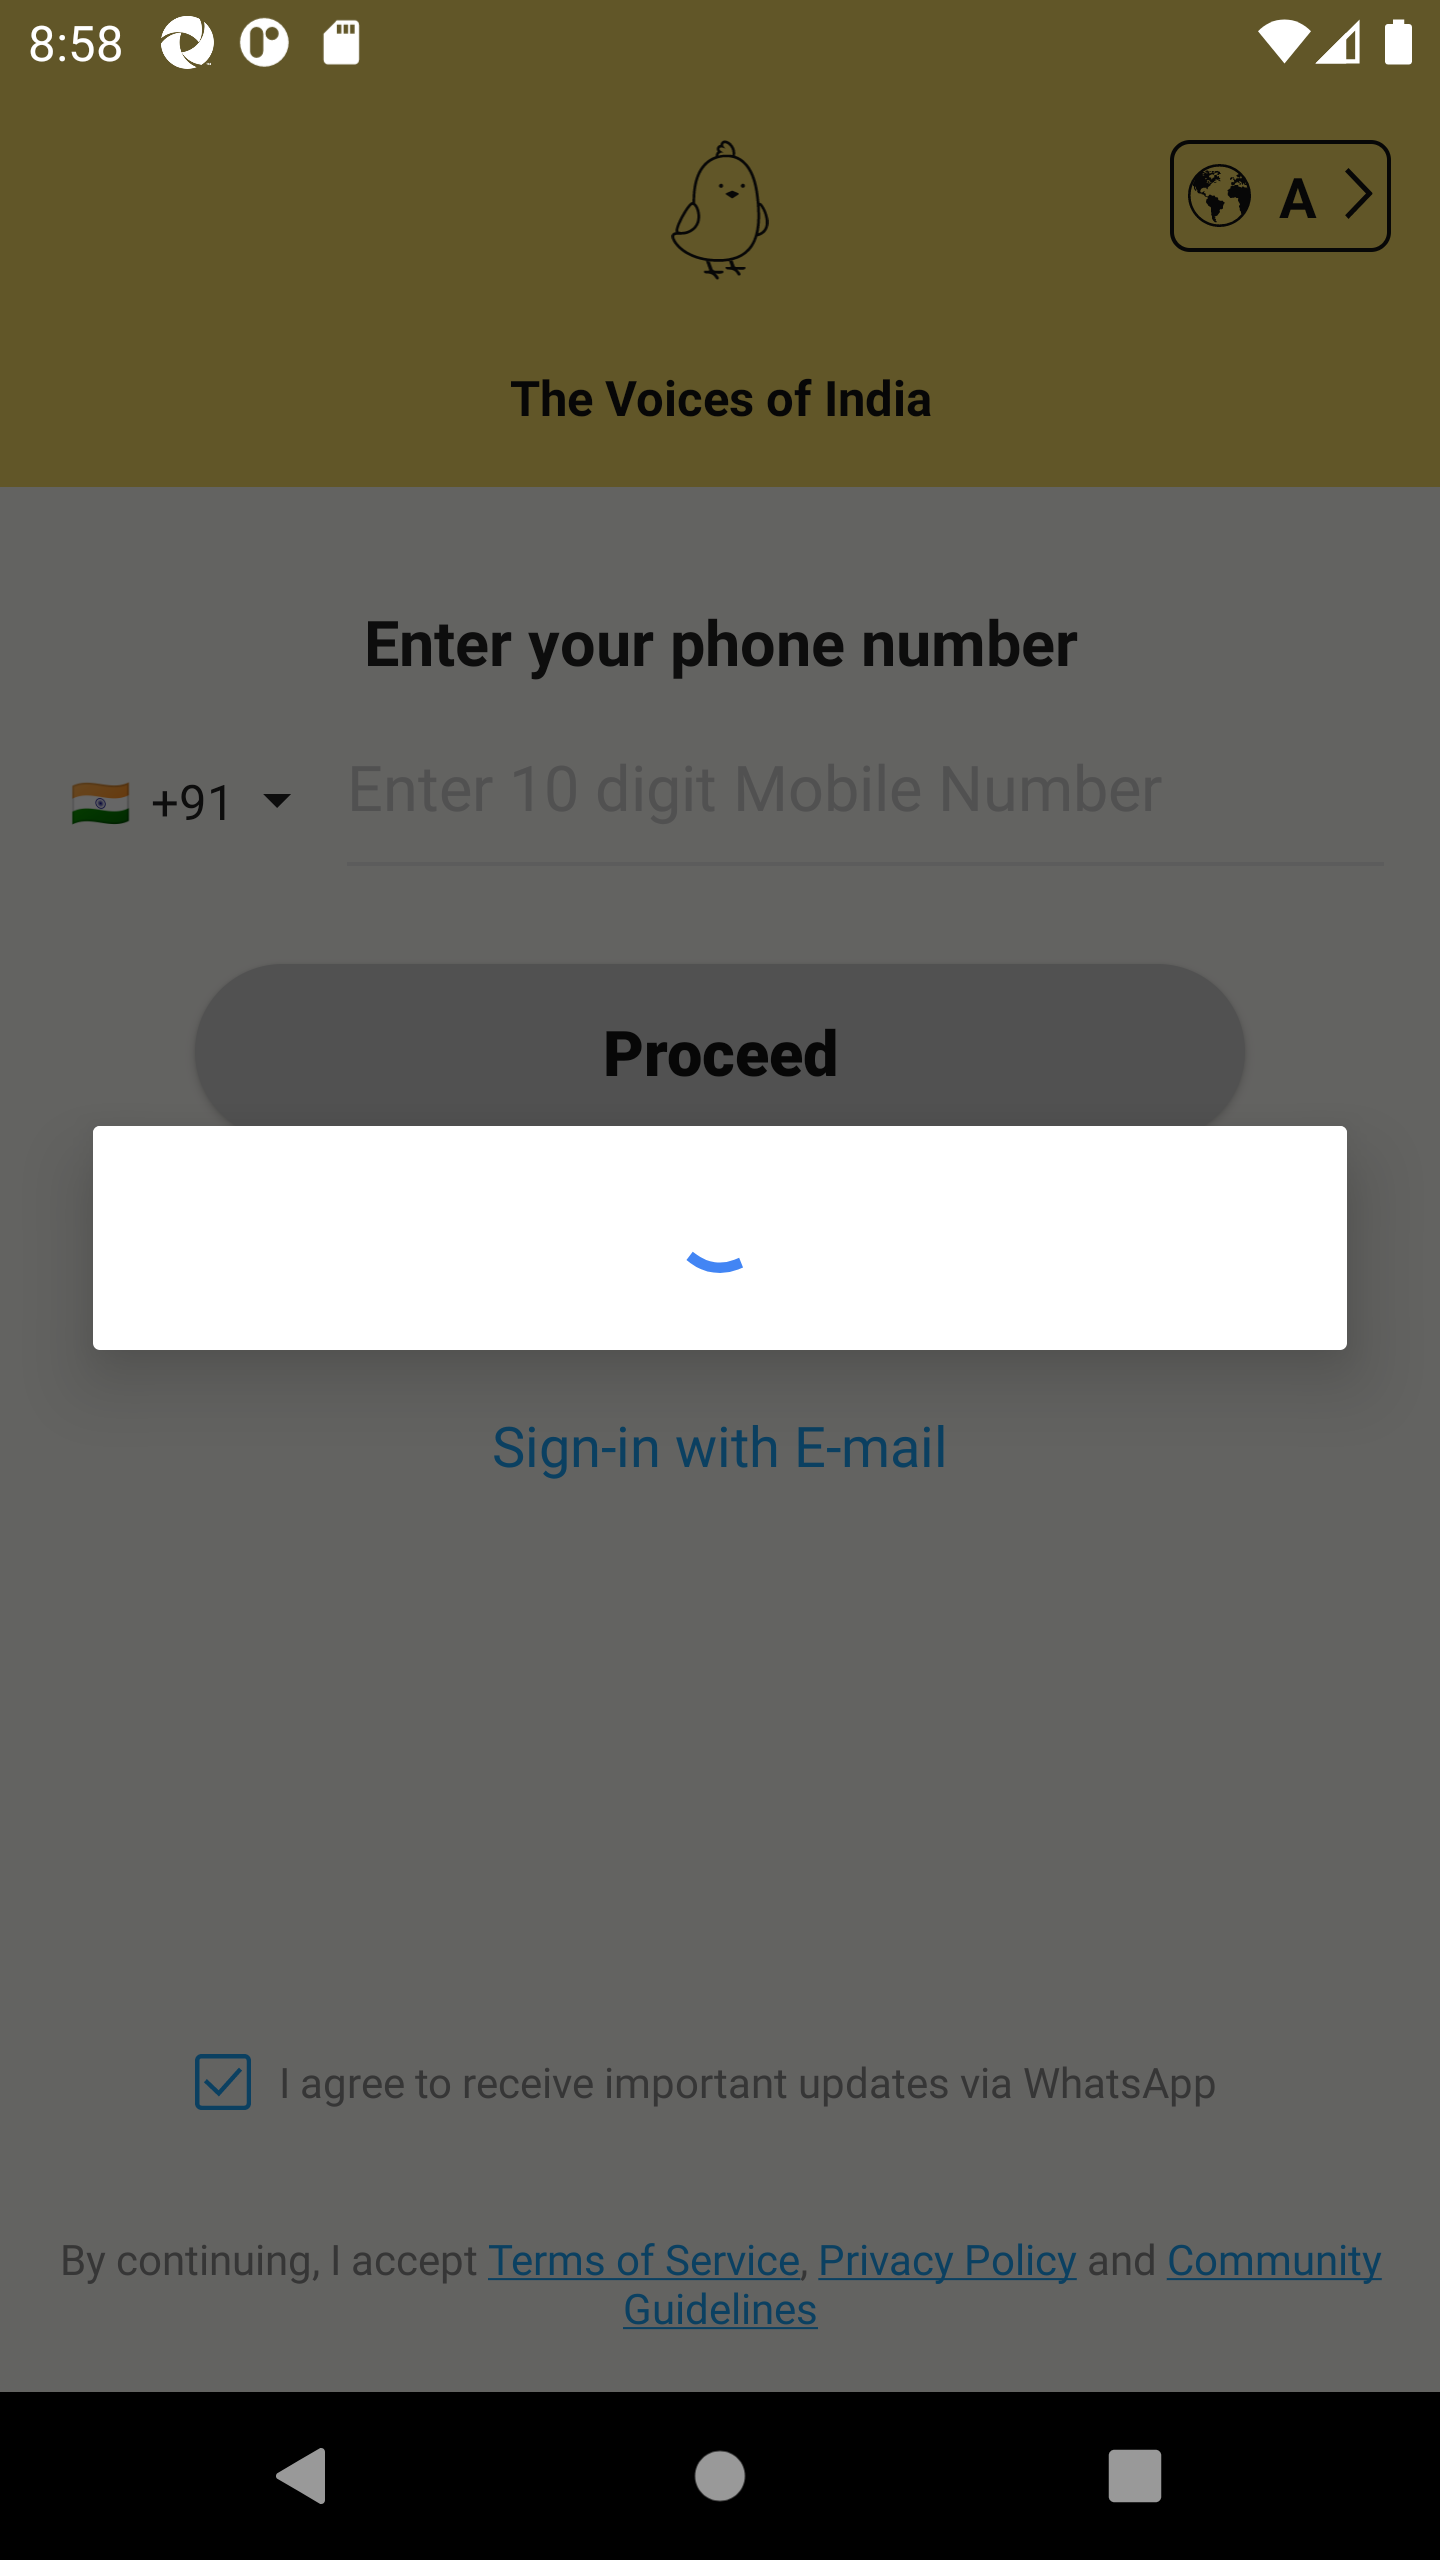 8:58
A
The Voices of India
Enter your phone number
+91
Enter 10 digit Mobile Number
Proceed
Sign-in with E-mail
I agree to receive important updates via WhatsApp
By continuing, I accept Terms of Service, Privacy Policy and Community
Guidelines